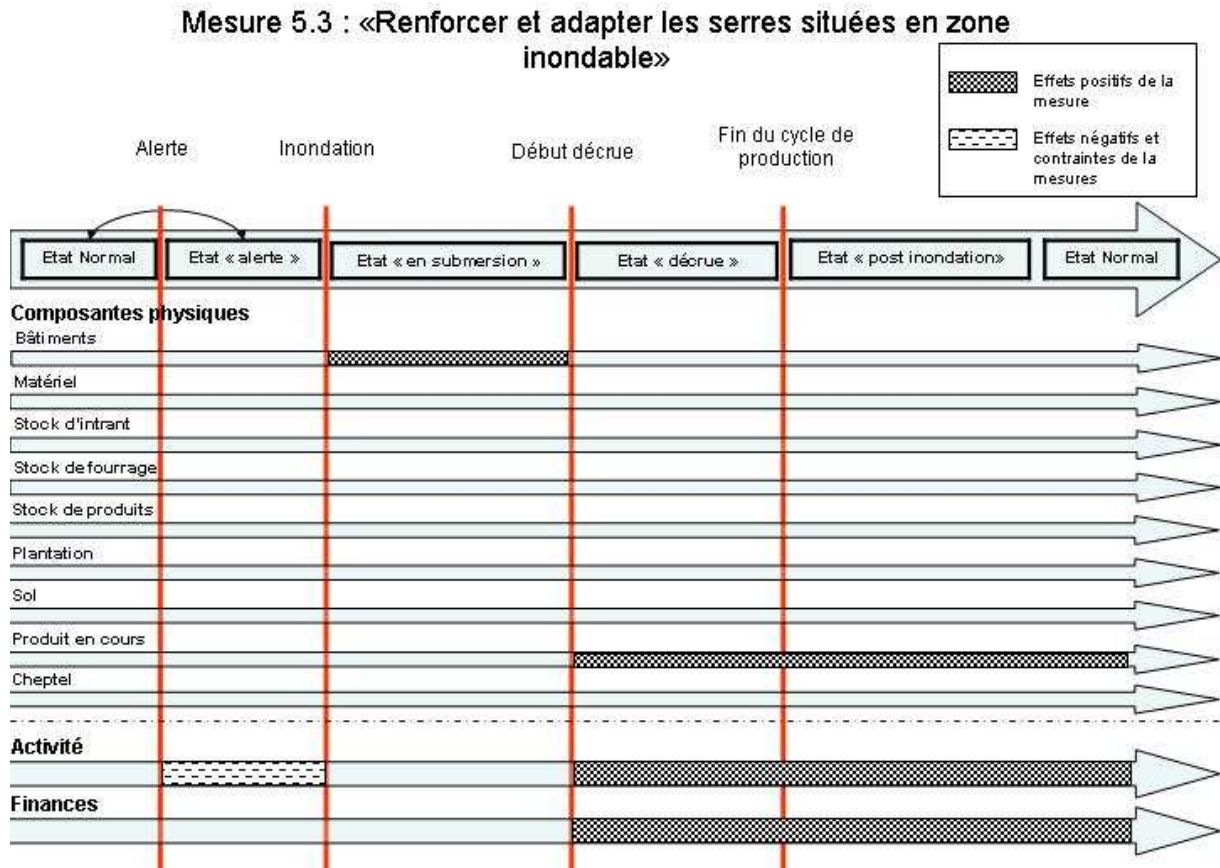 Mesure 5.3 : «Renforcer et adapter les serres situées en zone
inondable»
Effets positifs de la
mesure
Effets négatifs et
contraintes de la
mesures
Alerte
Inondation
Début décrue
Fin du cycle de
production
Etat Normal
Etat « alerte »
Etat « en submersion »
Etat « décrue »
Etat « post inondation»
Etat Normal
Composantes physiques
Bâtiments
Matériel
Stock d'intrant
Stock de fourrage
Stock de produits
Plantation
Sol
Produit en cours
Cheptel
Activité
Finances